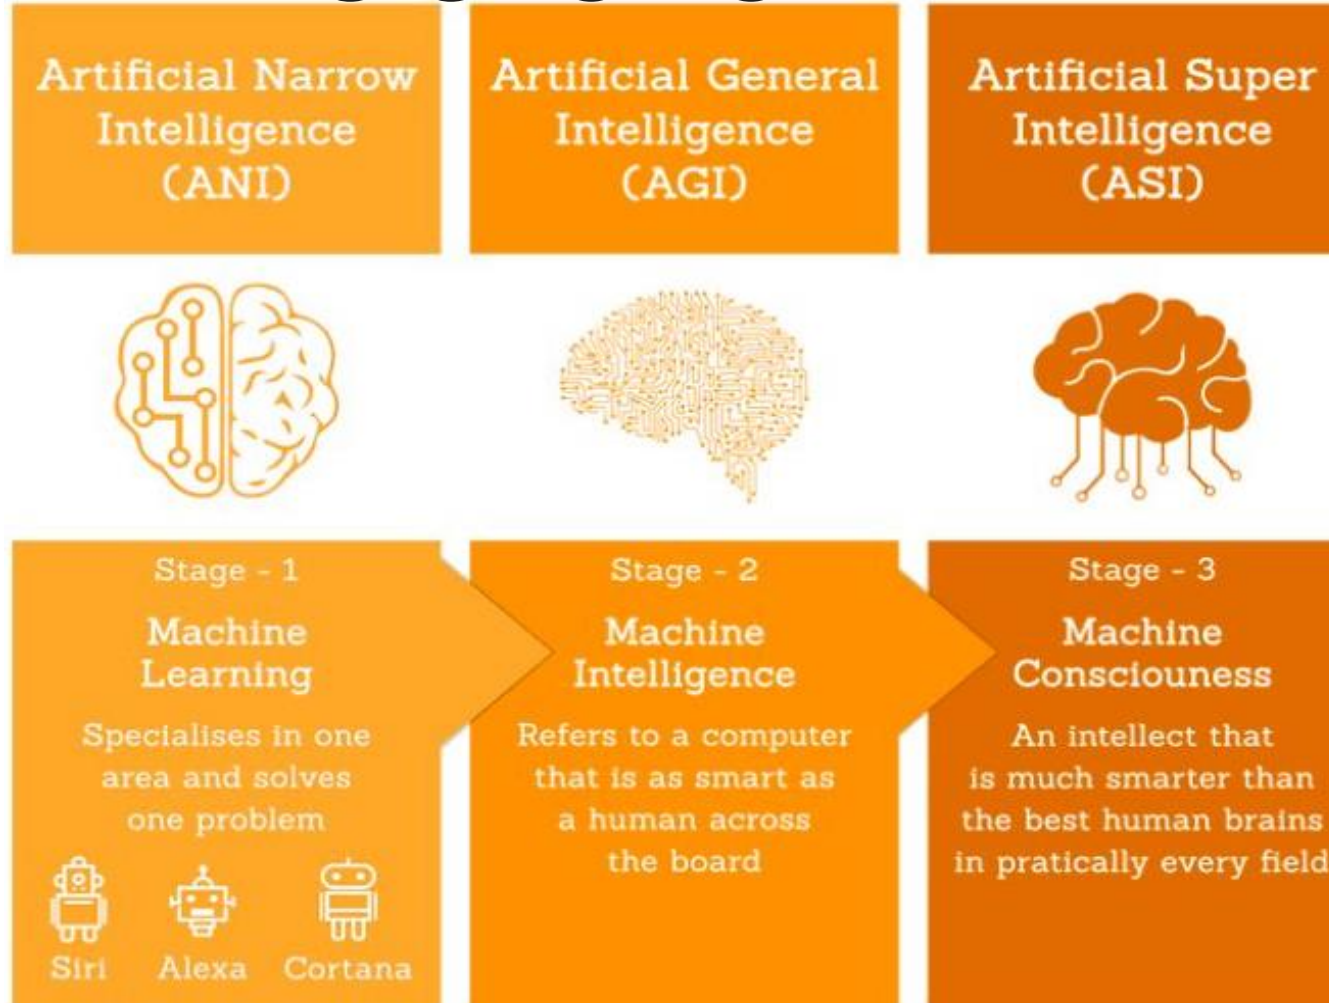 Artificial Narrow
Intelligence
(ANI)
Artificial General
Intelligence
(AGI)
Artificial Super
Intelligence
(ASI)
Stage - 1
Machine
Learning
Specialises in one
area and solves
one problem
Siri
Alexa
Cortana
Stage - 2
Machine
Intelligence
Refers to a computer
that is as smart as
a human across
the board
Stage - 3
Machine
Consciouness
An intellect that
is much smarter than
the best human brains
in pratically every field